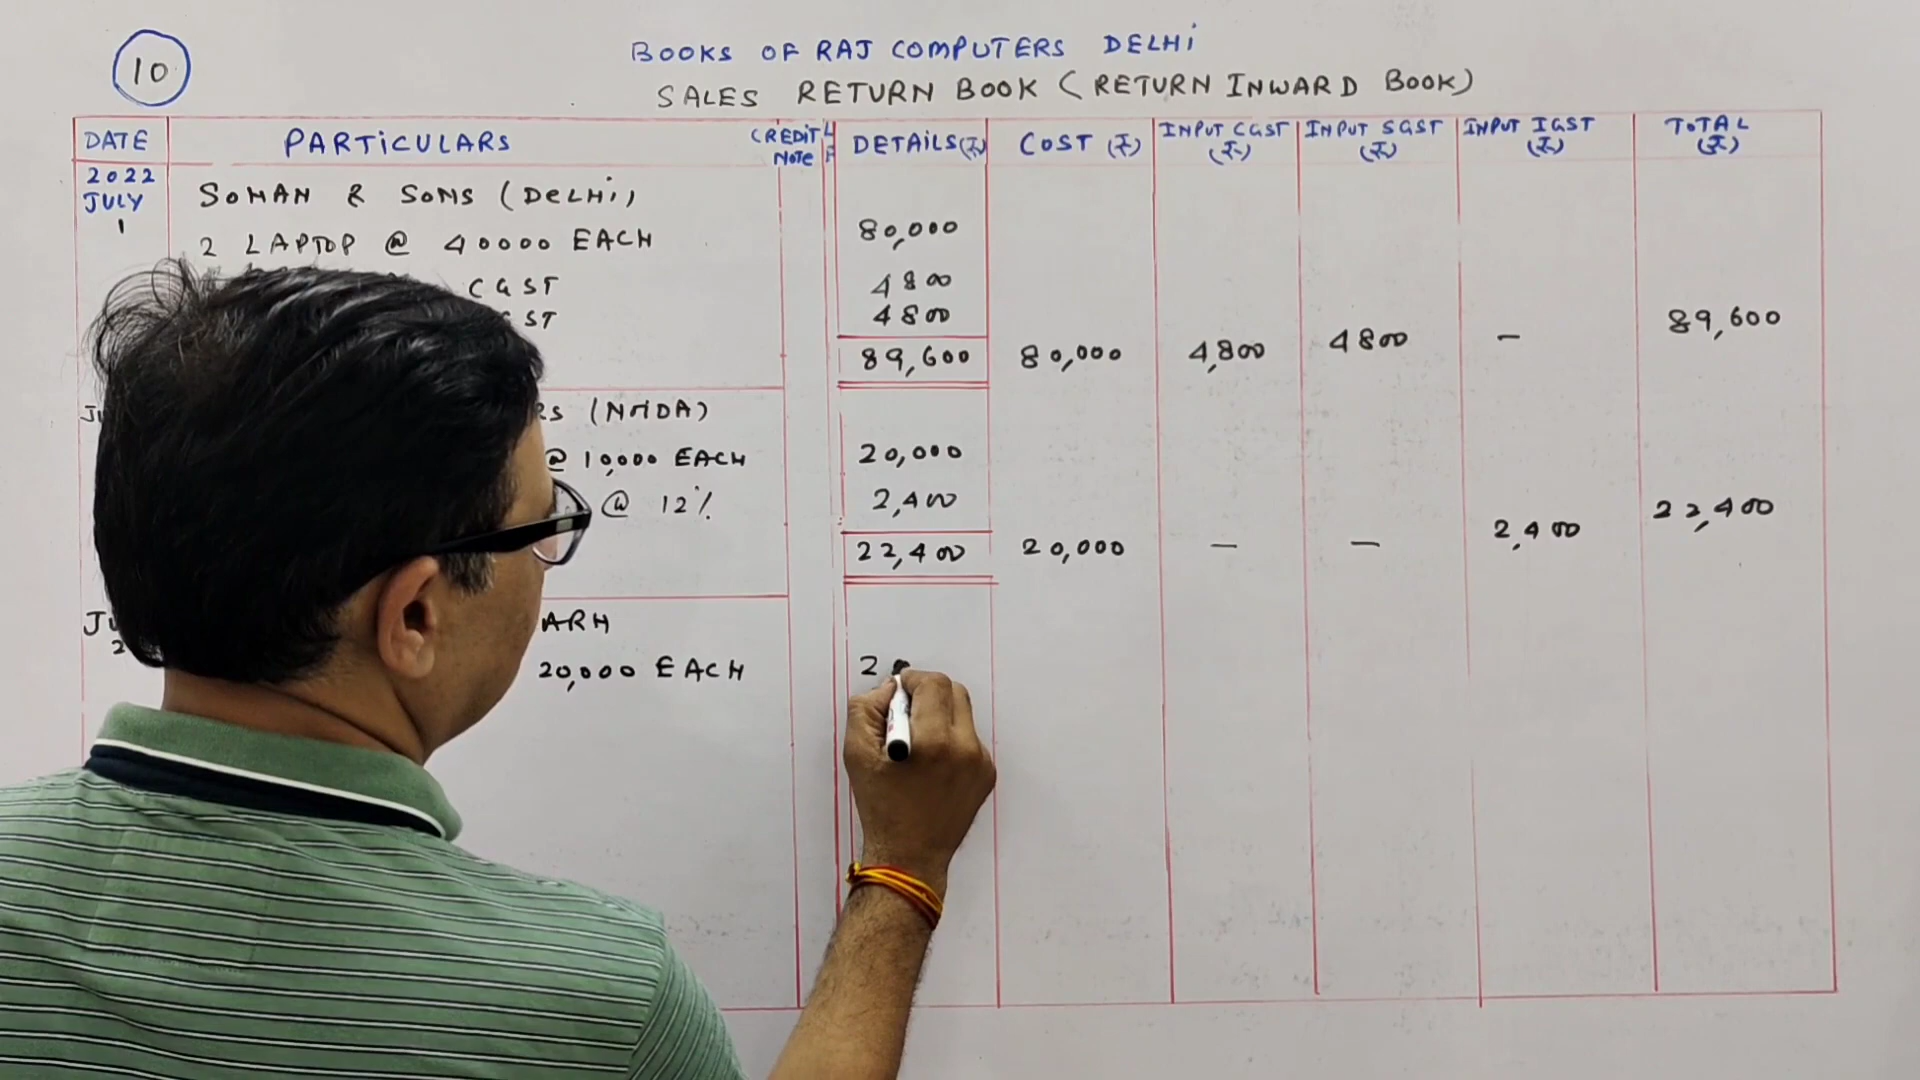 10
BOOKS OF RAJ COMPUTERS DELHI
SALES RETURN BOOK (RETURN INWARD BOOK)
DATE PARTICULARS CREDIT NOTE LF DETAILS (₹) COST (₹) INPUT CGST (₹) INPUT SGST (₹) INPUT IGST (₹) TOTAL (₹)
2022
JULY
1
SOHAN & SONS (DELHI)
2 LAPTOP @ 40000 EACH 80,000
CGST 4800
4800
89,600 80,000 4,800 4800 – 89,600
(NOIDA)
@ 10,000 EACH 20,000
@ 12% 2,400
22,400 20,000 – – 2,400 22,400
ARH
20,000 EACH 2